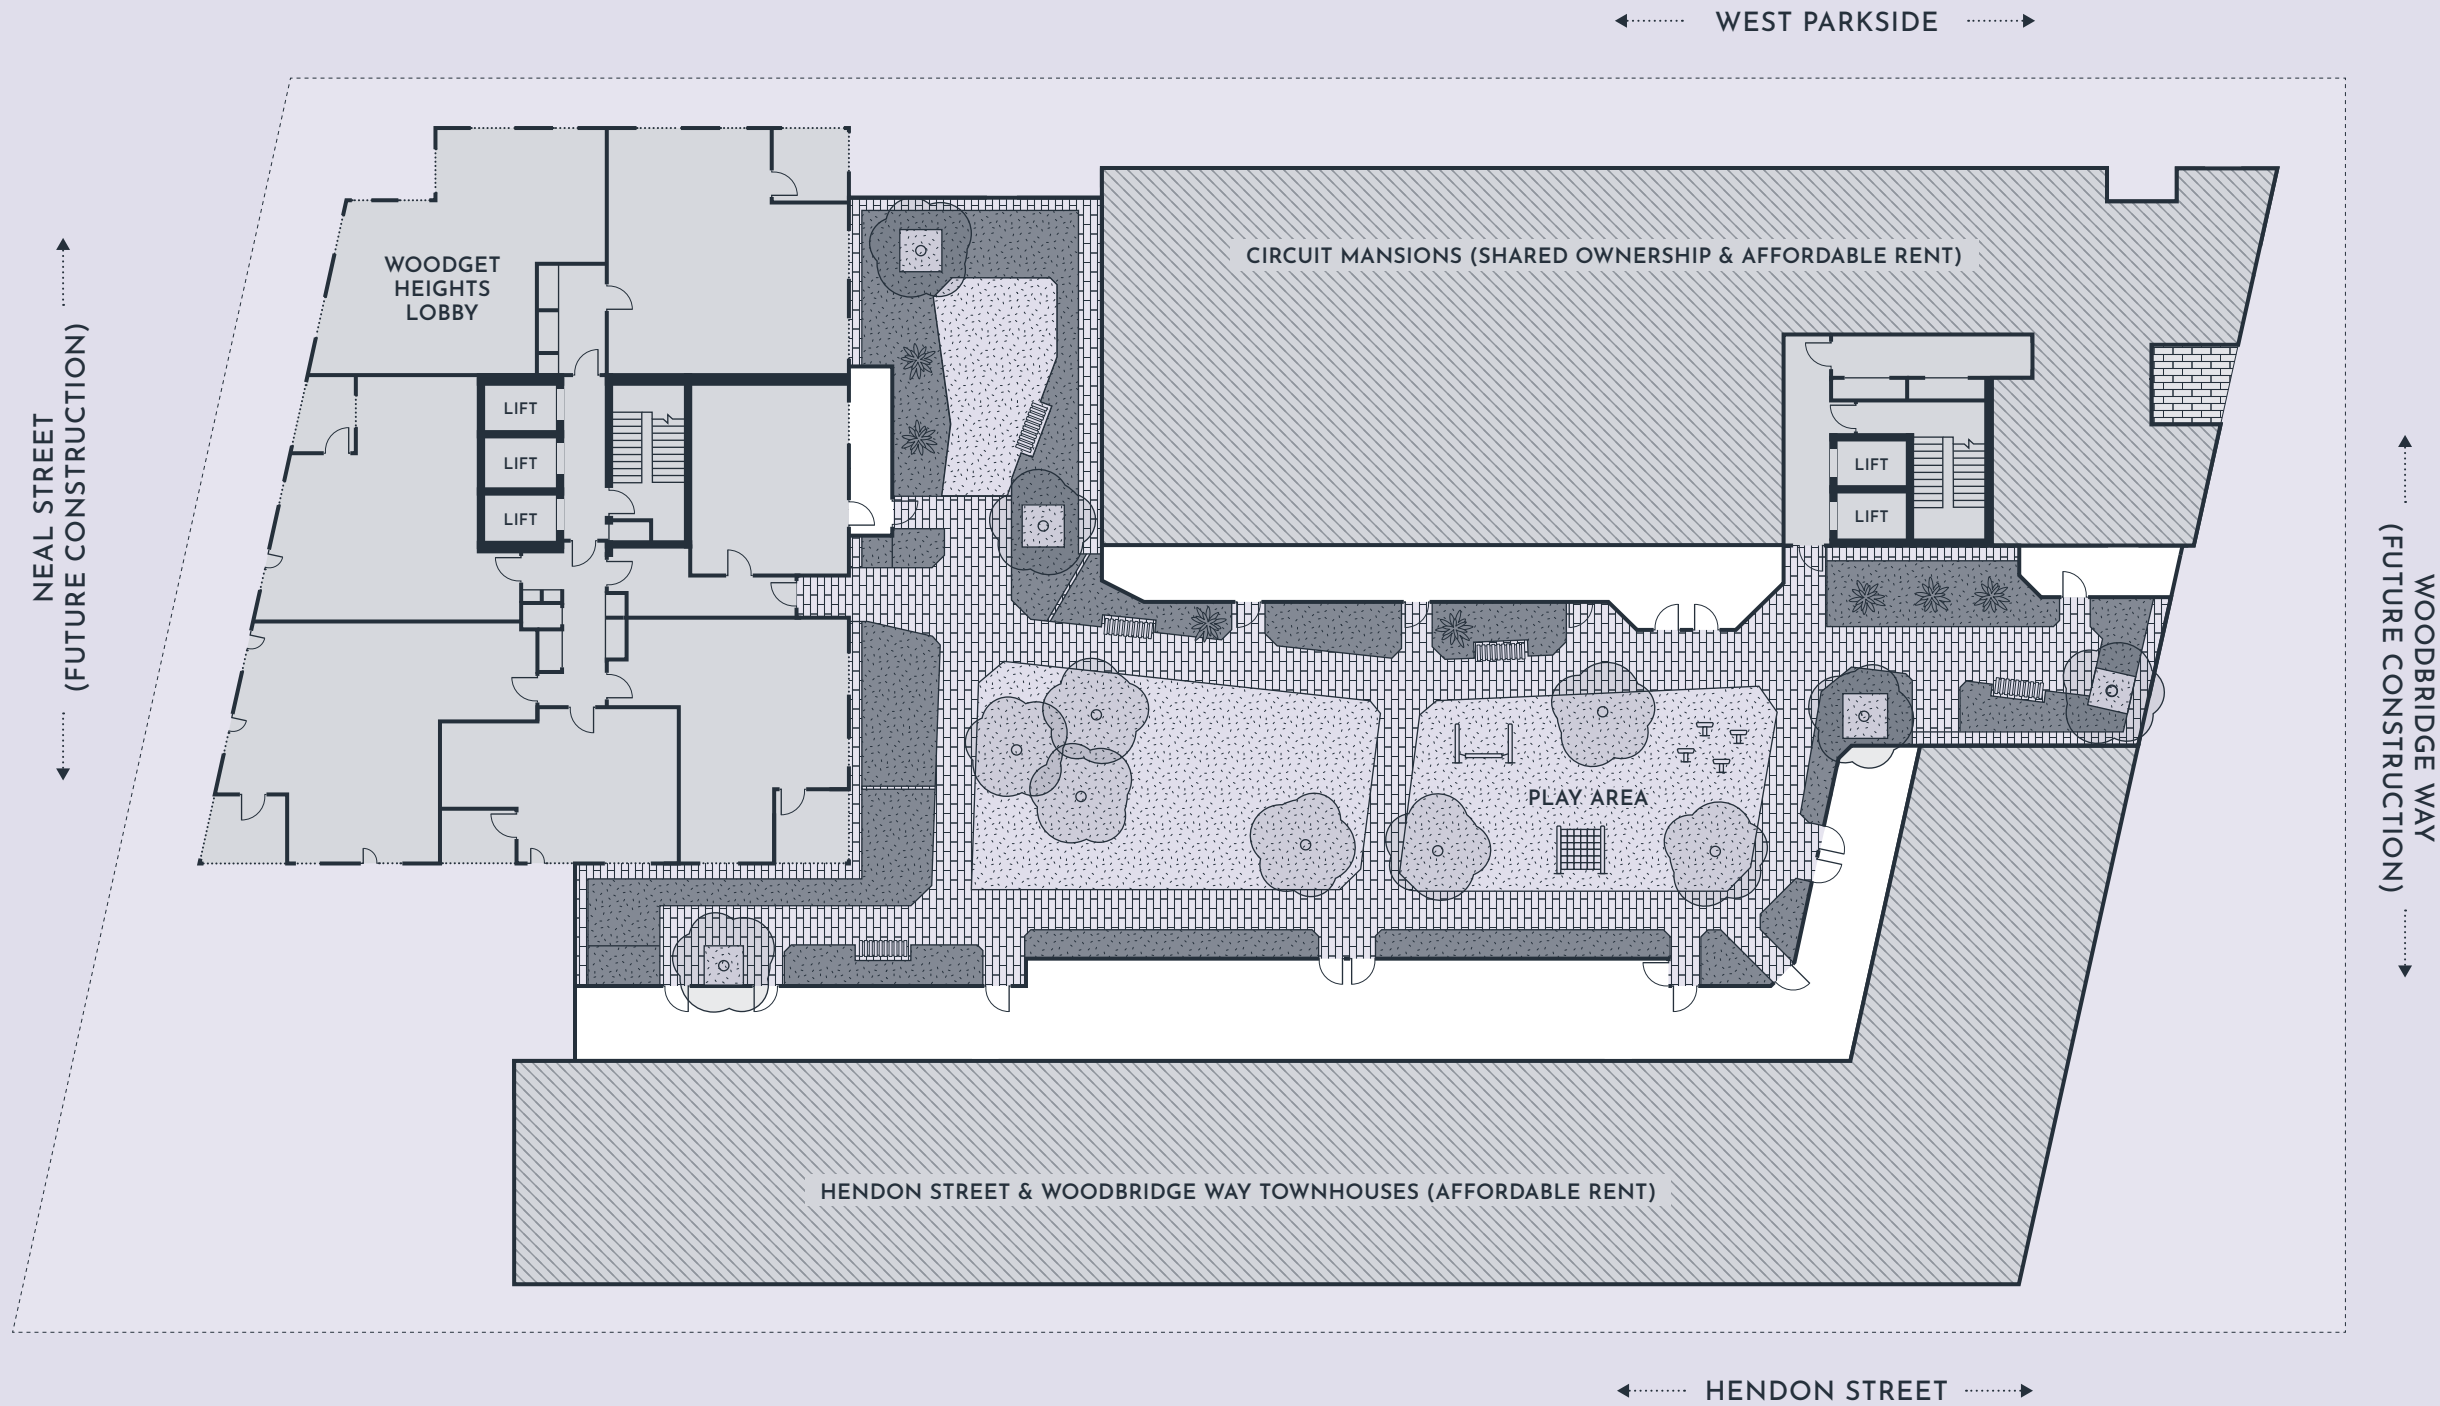 WEST PARKSIDE
NEAL STREET
(FUTURE CONSTRUCTION)
WOODGET
HEIGHTS
LOBBY
CIRCUIT MANSIONS (SHARED OWNERSHIP & AFFORDABLE RENT)
LIFT
LIFT
LIFT
LIFT
LIFT
WOODBRIDGE WAY
(FUTURE CONSTRUCTION)
PLAY AREA
HENDON STREET & WOODBRIDGE WAY TOWNHOUSES (AFFORDABLE RENT)
HENDON STREET